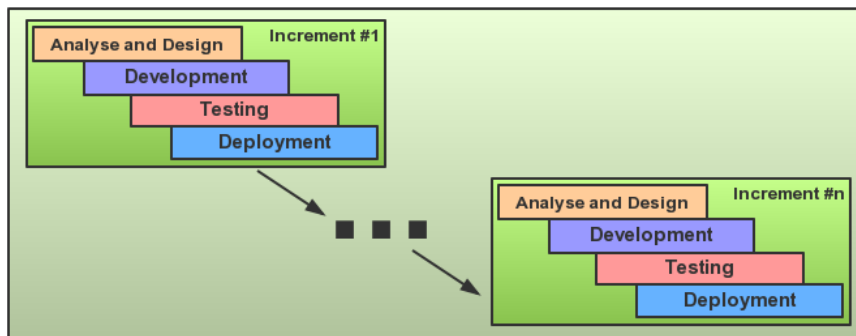 Increment #1
Analyse and Design
Development
Testing
Deployment
Increment #n
Analyse and Design
Development
Testing
Deployment